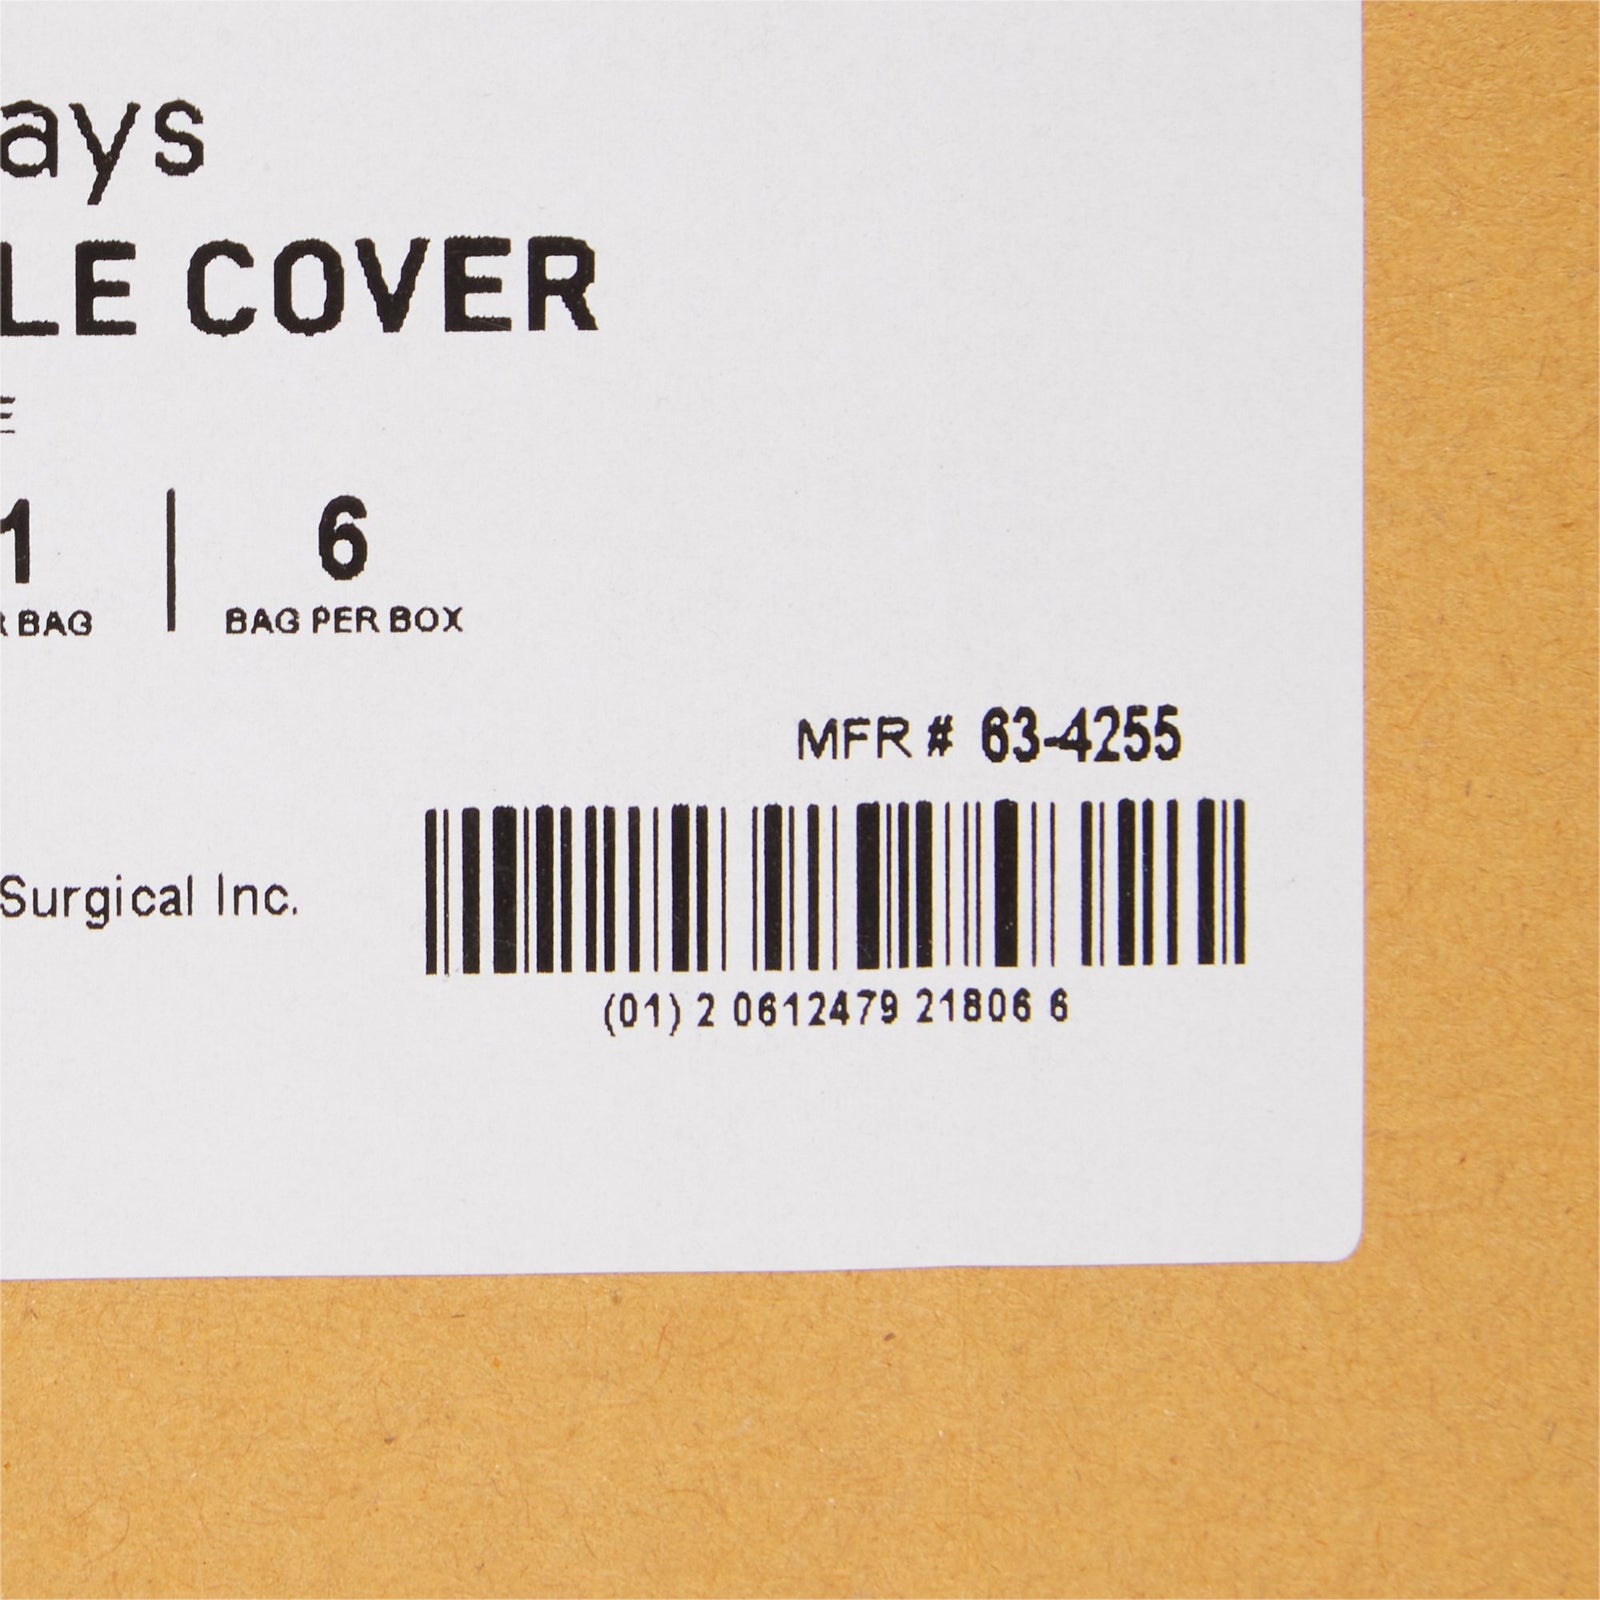 ays
LE COVER
E
1 | 6
R BAG BAG PER BOX
MFR # 63-4255
Surgical Inc.
(01) 2 0612479 21806 6